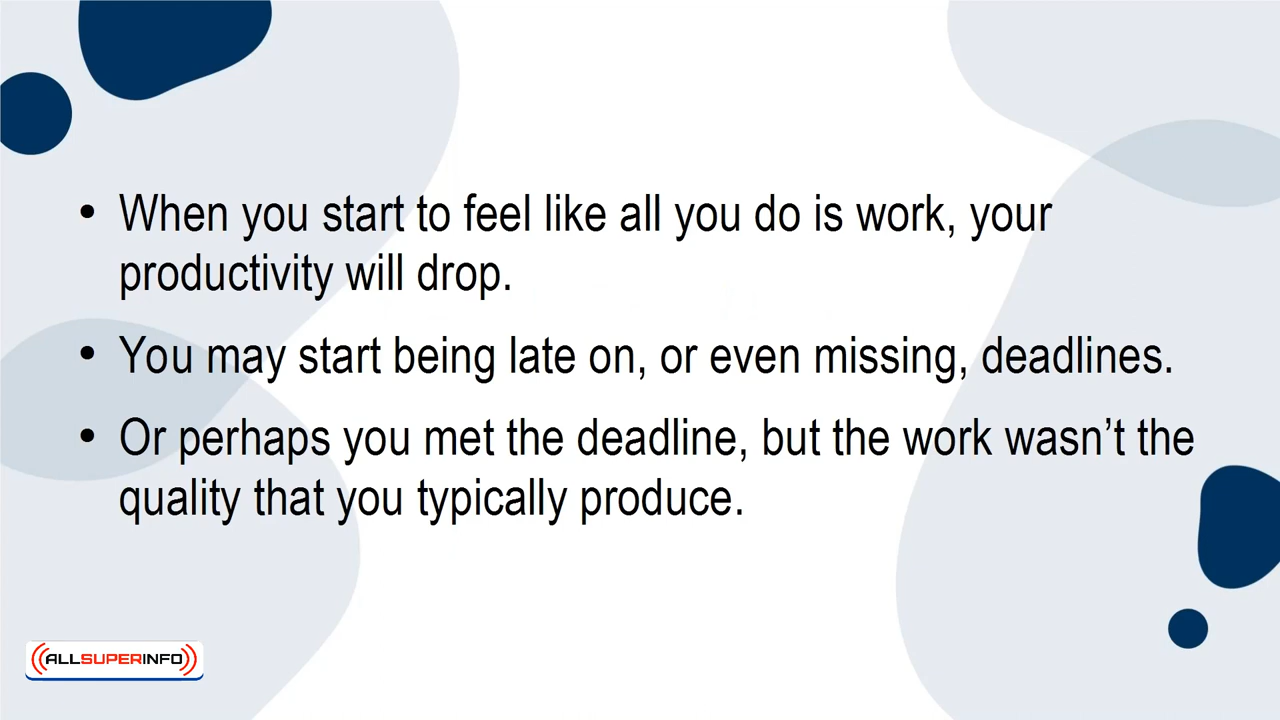 • When you start to feel like all you do is work, your
productivity will drop.
• You may start being late on, or even missing, deadlines.
• Or perhaps you met the deadline, but the work wasn’t the
quality that you typically produce.
ALLSUPERINFO